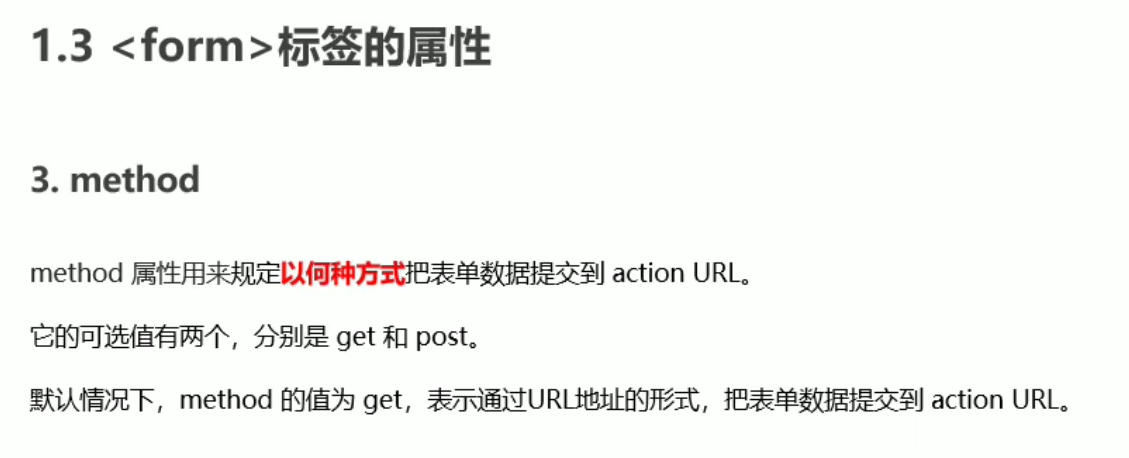 1.3 <form>标签的属性
3. method
method 属性用来规定以何种方式把表单数据提交到 action URL。
它的可选值有两个，分别是 get 和 post。
默认情况下，method 的值为 get，表示通过URL地址的形式，把表单数据提交到 action URL。